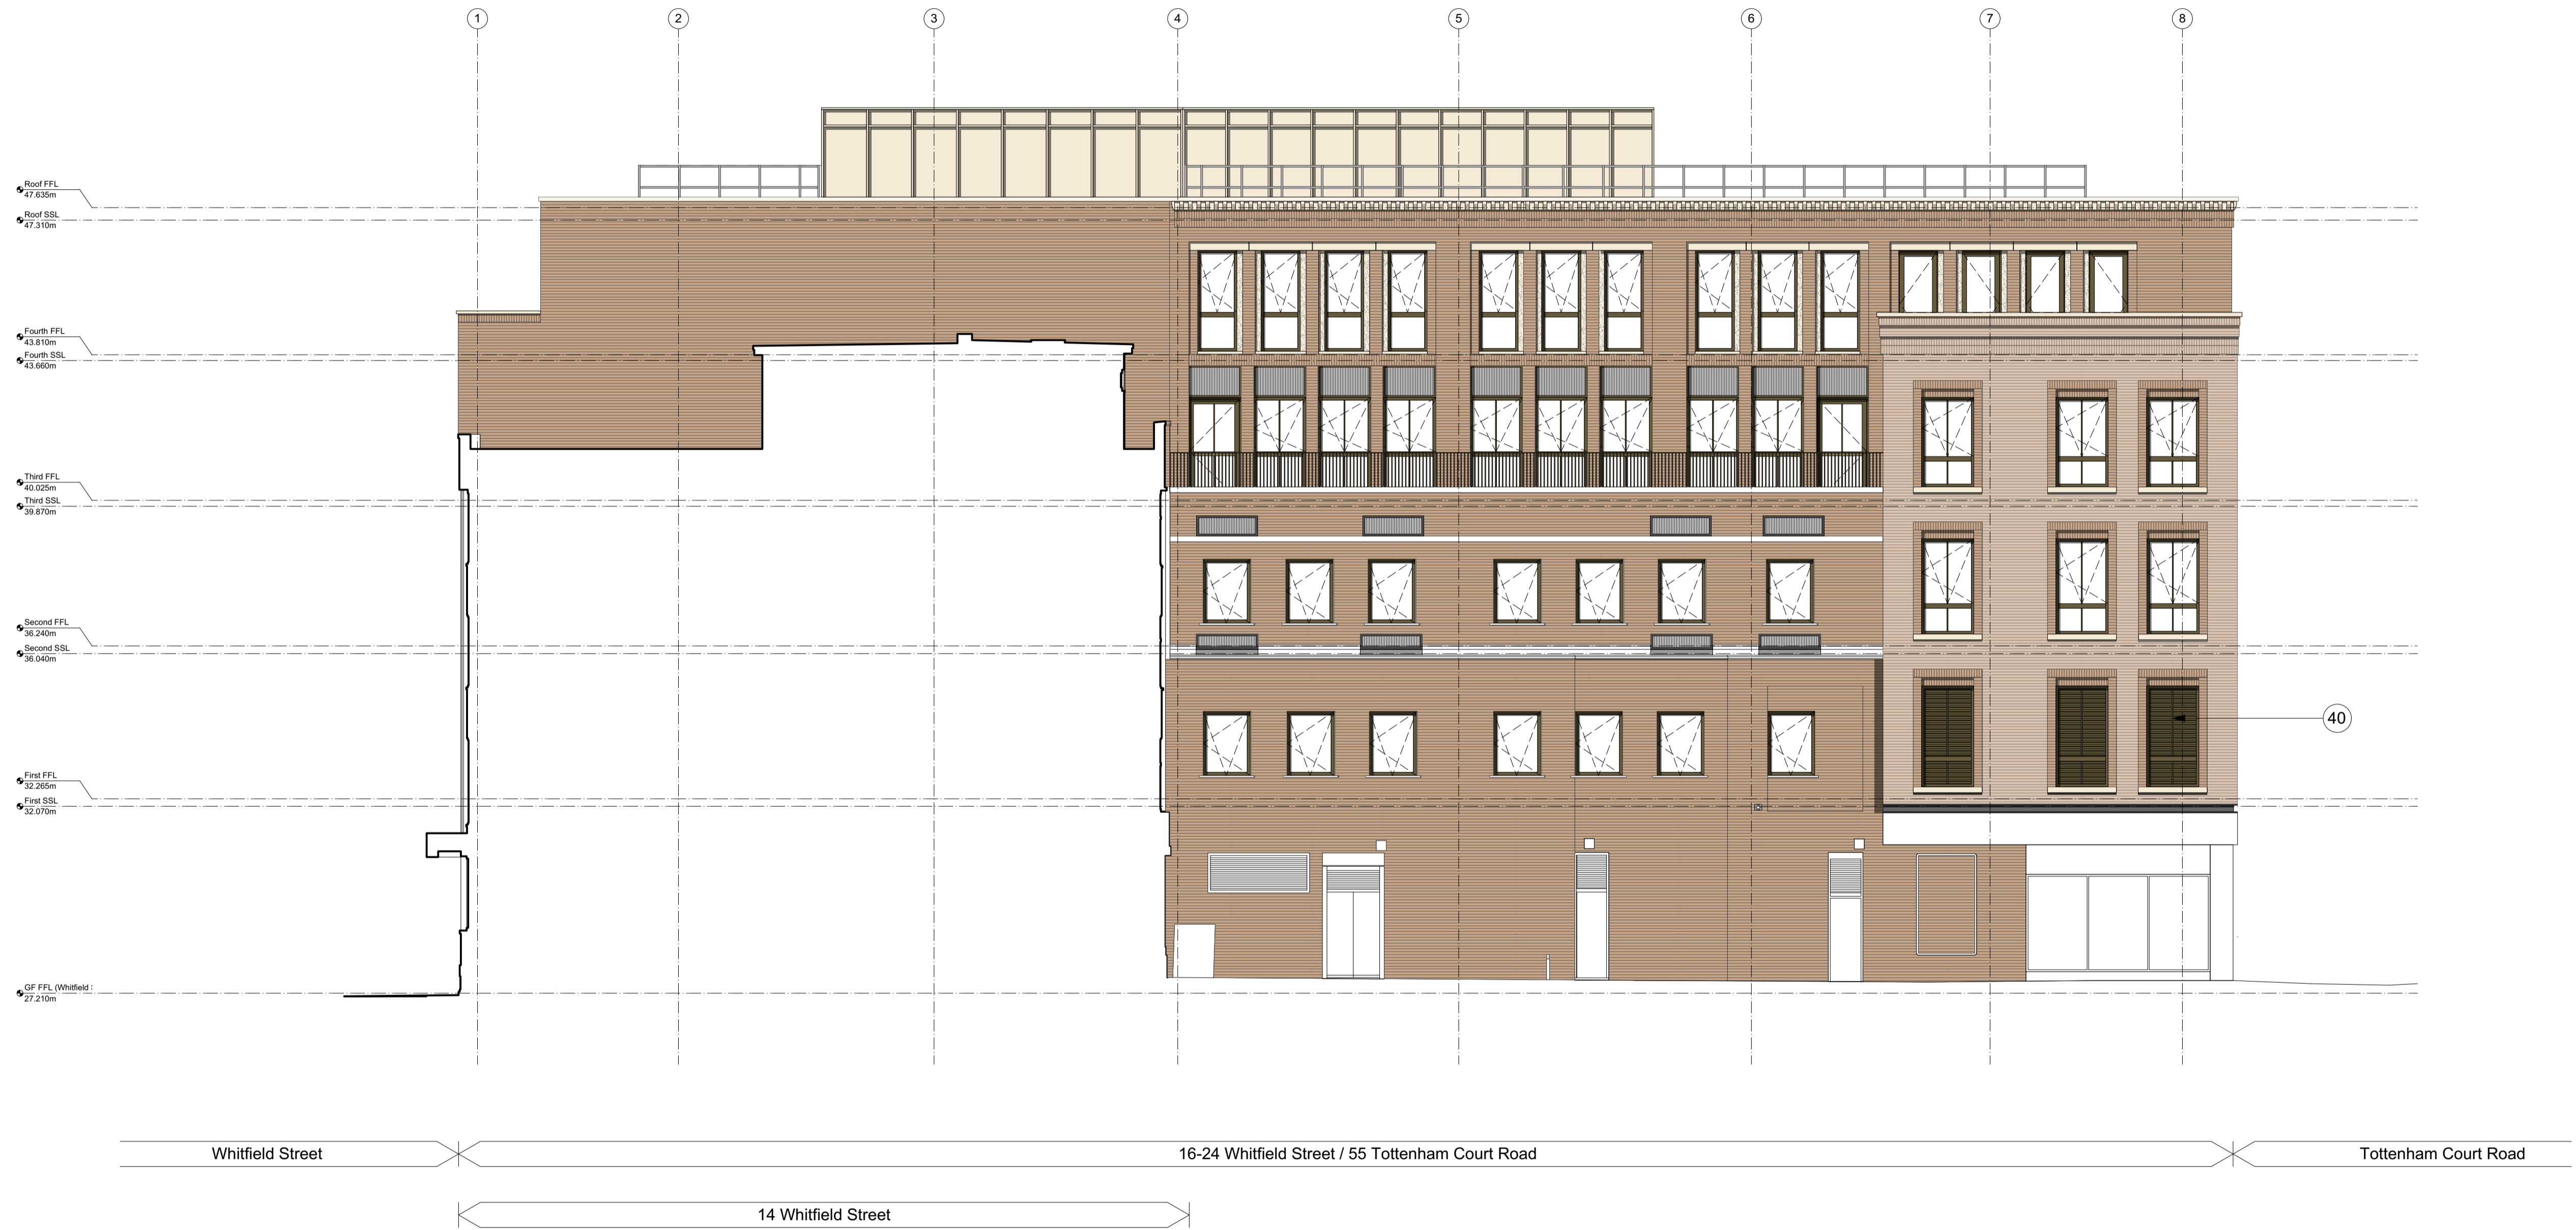 1 2 3 4 5 6 7 8
Roof FFL
47.635m
Roof SSL
47.310m
Fourth FFL
43.810m
Fourth SSL
43.660m
Third FFL
40.025m
Third SSL
39.870m
Second FFL
36.240m
Second SSL
36.040m
40
First FFL
32.265m
First SSL
32.070m
GF FFL (Whitfield :
27.210m
Whitfield Street
16-24 Whitfield Street / 55 Tottenham Court Road
Tottenham Court Road
14 Whitfield Street